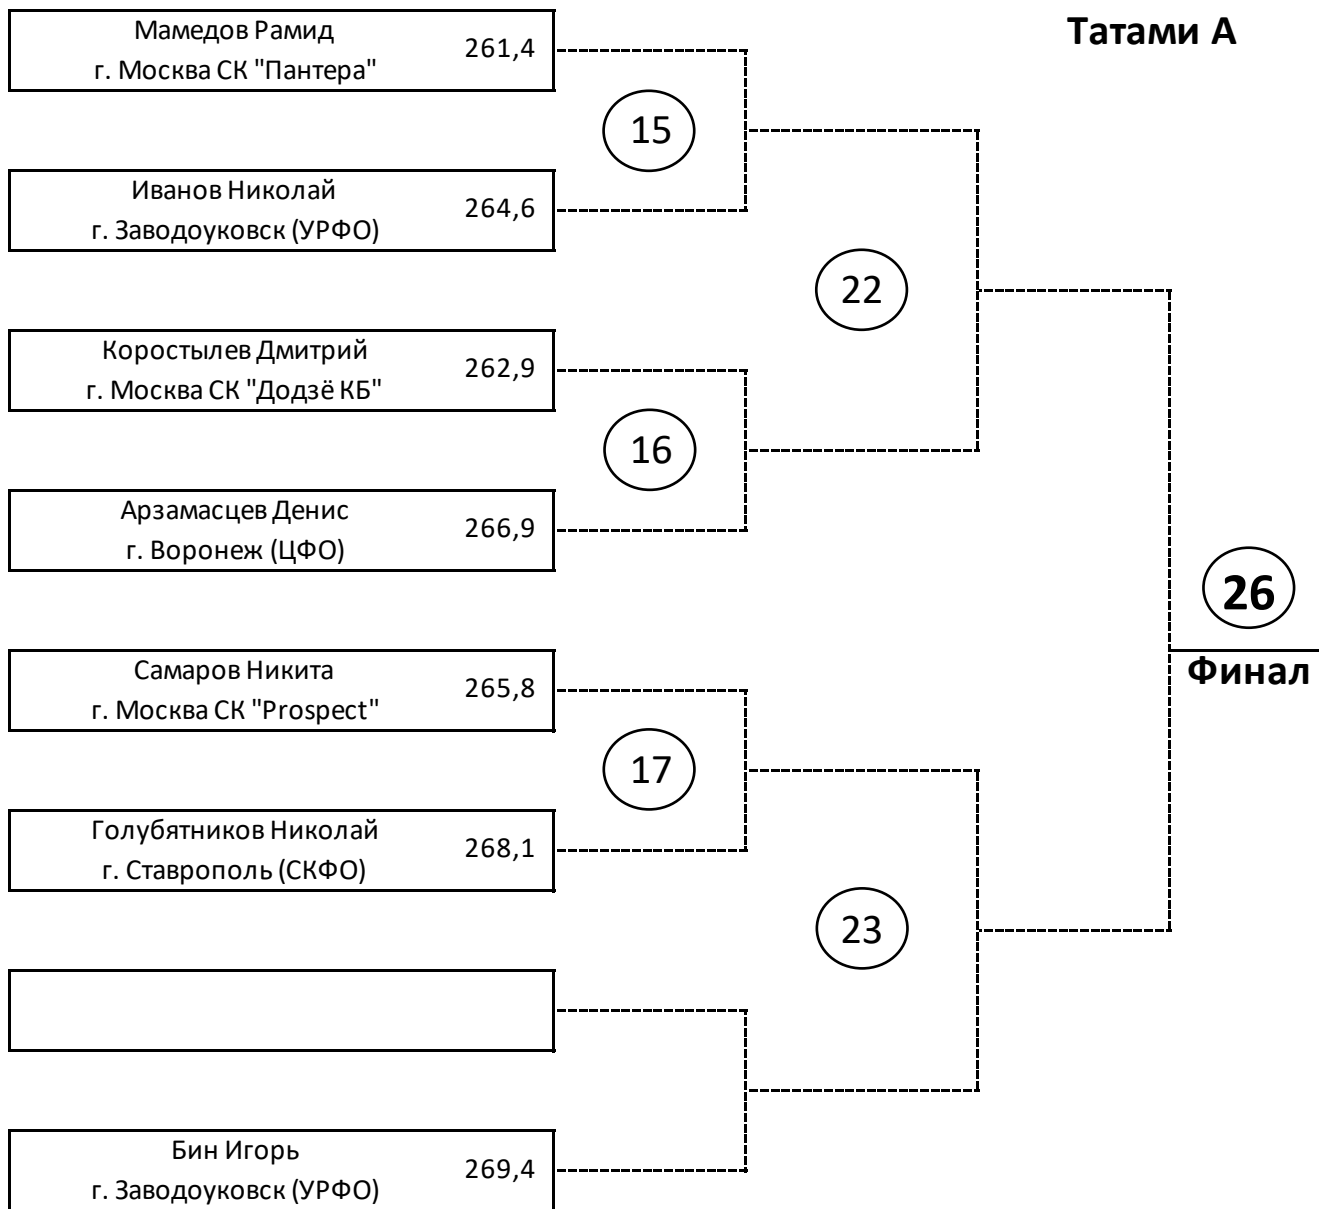 Татами А
Мамедов Рамид
г. Москва СК "Пантера"
261,4
15
Иванов Николай
г. Заводоуковск (УРФО)
264,6
22
Коростылев Дмитрий
г. Москва СК "Додзё КБ"
262,9
16
Арзамасцев Денис
г. Воронеж (ЦФО)
266,9
26
Финал
Самаров Никита
г. Москва СК "Prospect"
265,8
17
Голубятников Николай
г. Ставрополь (СКФО)
268,1
23
Бин Игорь
г. Заводоуковск (УРФО)
269,4